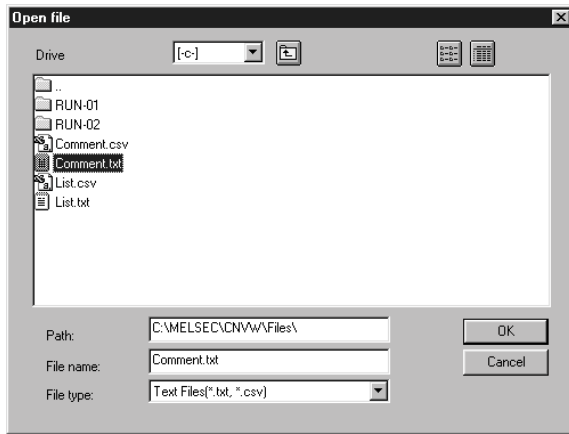 Open file
Drive [-c-]
..
RUN-01
RUN-02
Comment.csv
Comment.txt
List.csv
List.txt
Path: C:\MELSEC\CNVW\Files\
OK
File name: Comment.txt
Cancel
File type: Text Files(*.txt, *.csv)